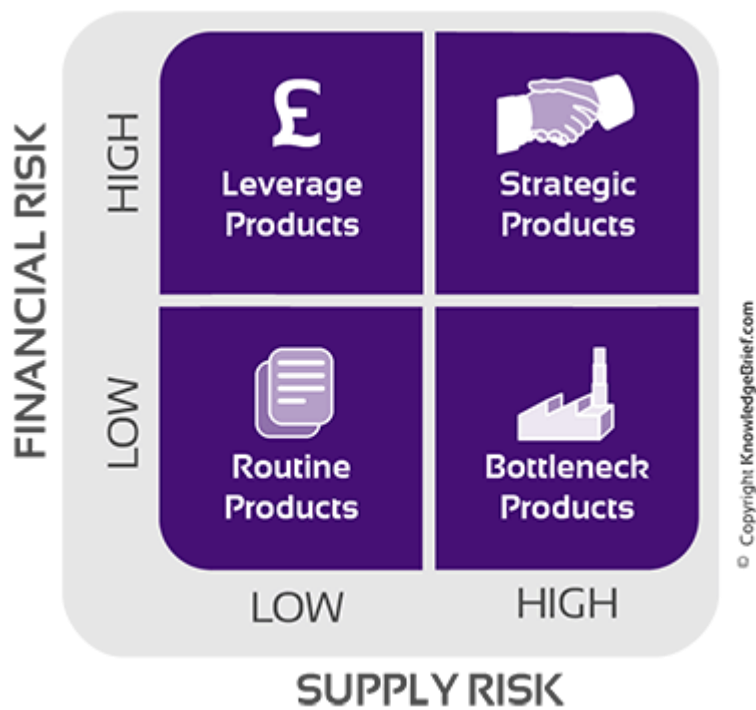 FINANCIAL RISK
HIGH
LOW
£
Leverage
Products
Strategic
Products
Routine
Products
Bottleneck
Products
LOW
HIGH
SUPPLY RISK
© Copyright KnowledgeBrief.com